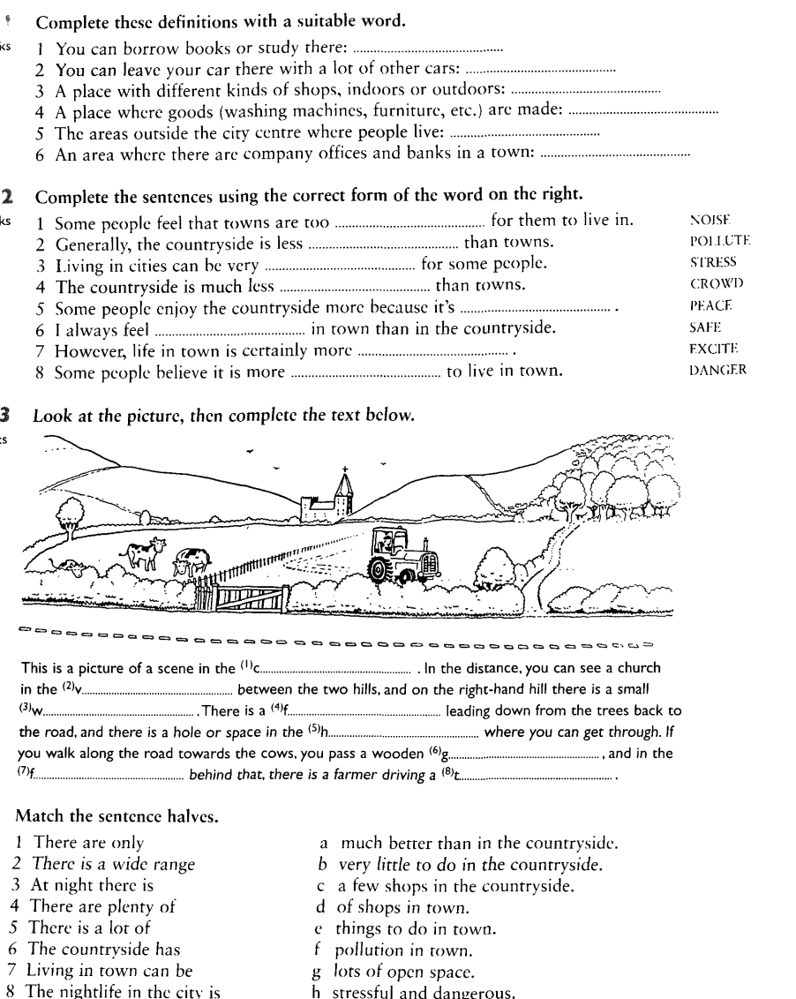 Complete these definitions with a suitable word.
ks 1 You can borrow books or study there: ..........
2 You can leave your car there with a lot of other cars: ..........
3 A place with different kinds of shops, indoors or outdoors: ..........
4 A place where goods (washing machines, furniture, etc.) are made: ..........
5 The areas outside the city centre where people live: ..........
6 An area where there are company offices and banks in a town: ..........
2 Complete the sentences using the correct form of the word on the right.
ks 1 Some people feel that towns are too .......... for them to live in. NOISE
2 Generally, the countryside is less .......... than towns. POLLUTE
3 Living in cities can be very .......... for some people. STRESS
4 The countryside is much less .......... than towns. CROWD
5 Some people enjoy the countryside more because it's .......... . PEACE
6 I always feel .......... in town than in the countryside. SAFE
7 However, life in town is certainly more .......... . EXCITE
8 Some people believe it is more .......... to live in town. DANGER
3 Look at the picture, then complete the text below.
s
This is a picture of a scene in the (1)c.......... . In the distance, you can see a church
in the (2)v.......... between the two hills, and on the right-hand hill there is a small
(3)w.......... . There is a (4)f.......... leading down from the trees back to
the road, and there is a hole or space in the (5)h.......... where you can get through. If
you walk along the road towards the cows, you pass a wooden (6)g.......... , and in the
(7)f.......... behind that, there is a farmer driving a (8)t.......... .
Match the sentence halves.
1 There are only a much better than in the countryside.
2 There is a wide range b very little to do in the countryside.
3 At night there is c a few shops in the countryside.
4 There are plenty of d of shops in town.
5 There is a lot of e things to do in town.
6 The countryside has f pollution in town.
7 Living in town can be g lots of open space.
8 The nightlife in the city is h stressful and dangerous.